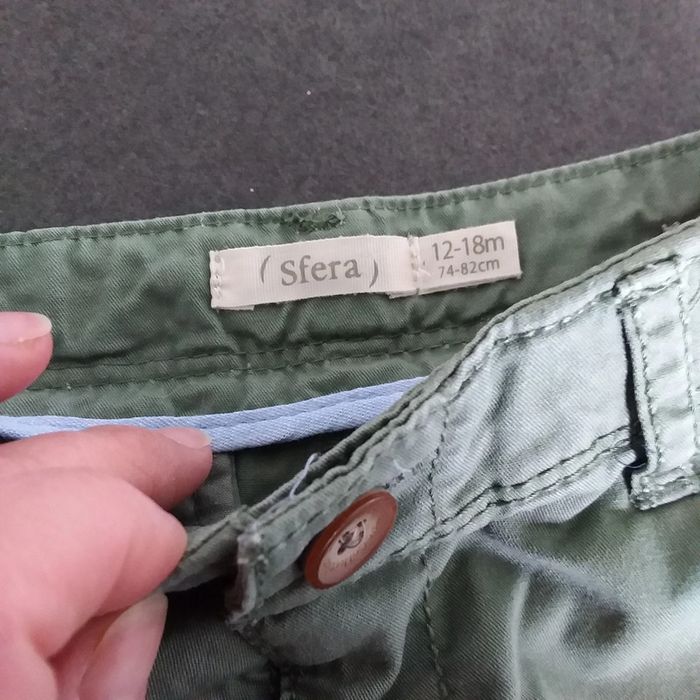 ( Sfera )
12-18m
74-82cm